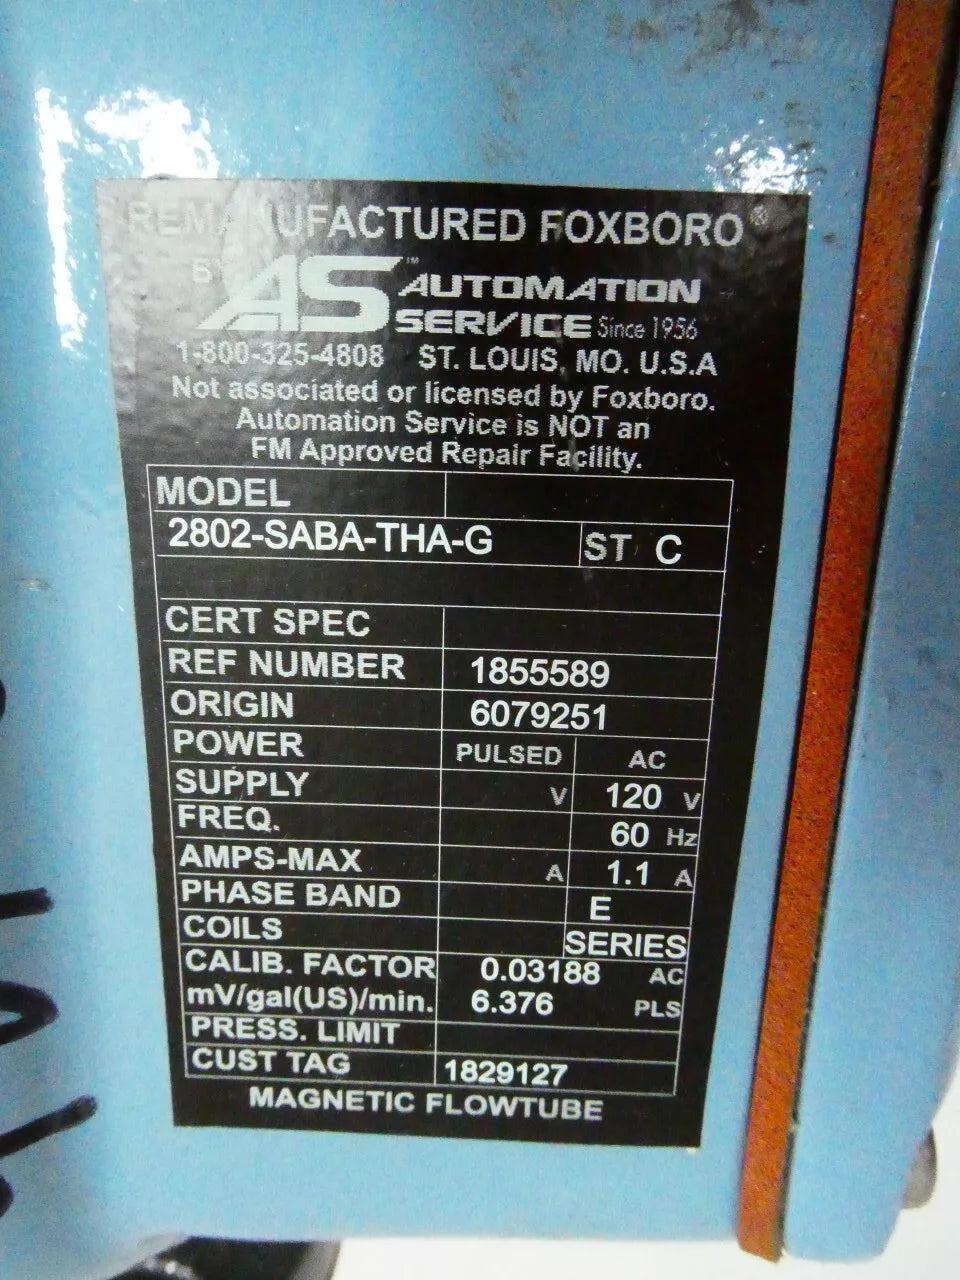 REMANUFACTURED FOXBORO®
BY AS™ AUTOMATION
SERVICE Since 1956
1-800-325-4808 ST. LOUIS, MO. U.S.A
Not associated or licensed by Foxboro.
Automation Service is NOT an
FM Approved Repair Facility.
MODEL
2802-SABA-THA-G ST C
CERT SPEC
REF NUMBER 1855589
ORIGIN 6079251
POWER PULSED AC
SUPPLY V 120 V
FREQ. 60 Hz
AMPS-MAX A 1.1 A
PHASE BAND E
COILS SERIES
CALIB. FACTOR 0.03188 AC
mV/gal(US)/min. 6.376 PLS
PRESS. LIMIT
CUST TAG 1829127
MAGNETIC FLOWTUBE